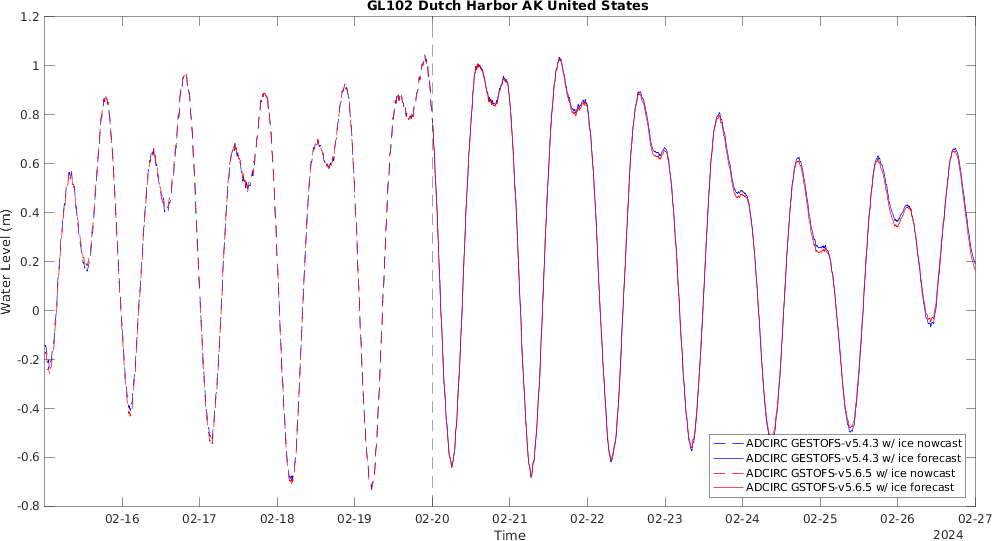 GL102 Dutch Harbor AK United States
1.2
1
0.8
0.6
0.4
0.2
0
-0.2
-0.4
-0.6
-0.8
Water Level (m)
ADCIRC GESTOFS-v5.4.3 w/ ice nowcast
ADCIRC GESTOFS-v5.4.3 w/ ice forecast
ADCIRC GSTOFS-v5.6.5 w/ ice nowcast
ADCIRC GSTOFS-v5.6.5 w/ ice forecast
02-16 02-17 02-18 02-19 02-20 02-21 02-22 02-23 02-24 02-25 02-26 02-27
Time
2024